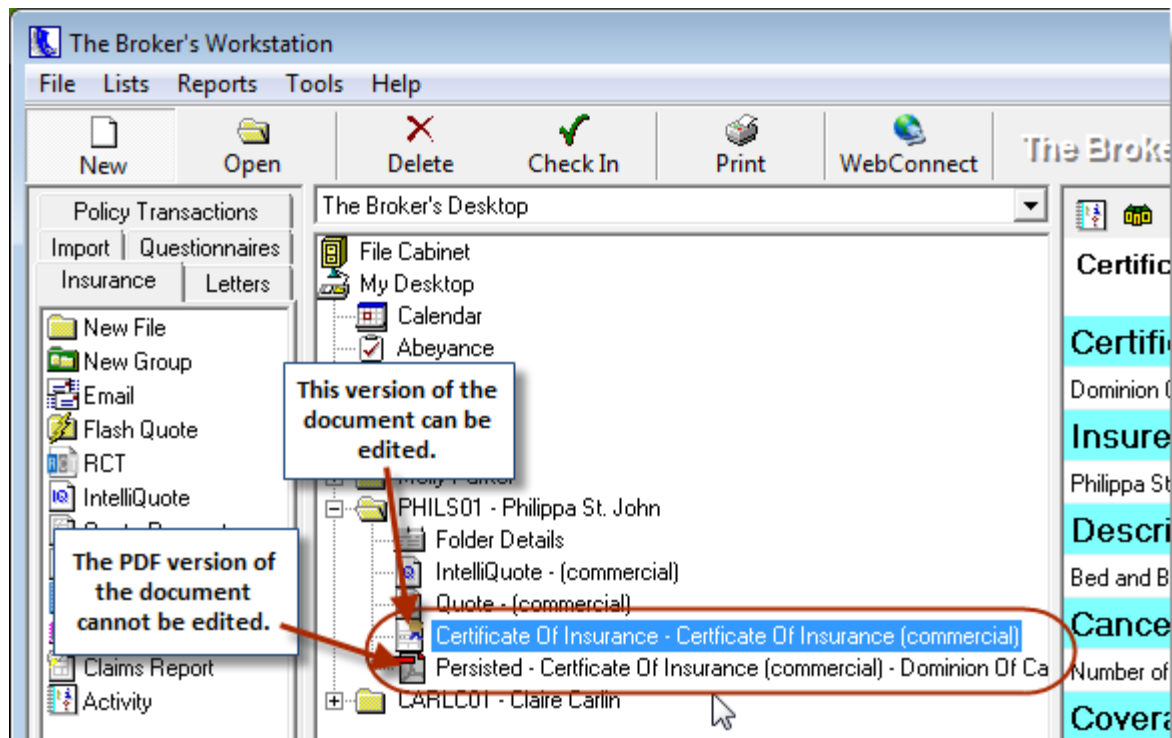 The Broker's Workstation
File Lists Reports Tools Help
New Open Delete Check In Print WebConnect The Broke
Policy Transactions
Import Questionnaires
Insurance Letters
New File
New Group
Email
Flash Quote
RCT
IntelliQuote
Claims Report
Activity
The Broker's Desktop
File Cabinet
My Desktop
Calendar
Abeyance
This version of the
document can be
edited.
Molly Parker
PHILS01 - Philippa St. John
Folder Details
IntelliQuote - (commercial)
Quote - (commercial)
Certificate Of Insurance - Certficate Of Insurance (commercial)
Persisted - Certficate Of Insurance (commercial) - Dominion Of Ca
CARLC01 - Claire Carlin
The PDF version of
the document
cannot be edited.
Certific
Certifi
Dominion
Insure
Philippa St
Descri
Bed and B
Cance
Number of
Covera